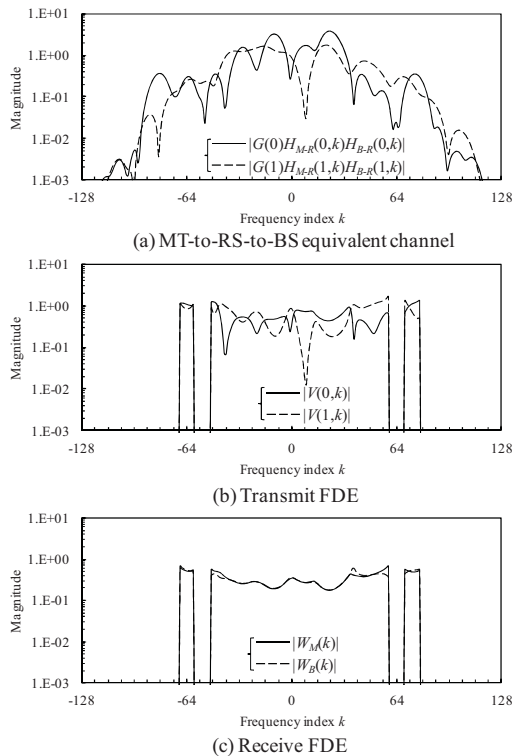 1.E+01
1.E+00
1.E-01
1.E-02
1.E-03
Magnitude
|G(0)H_{M-R}(0,k)H_{B-R}(0,k)|
|G(1)H_{M-R}(1,k)H_{B-R}(1,k)|
-128 -64 0 64 128
Frequency index k
(a) MT-to-RS-to-BS equivalent channel
1.E+01
1.E+00
1.E-01
1.E-02
1.E-03
Magnitude
|V(0,k)|
|V(1,k)|
-128 -64 0 64 128
Frequency index k
(b) Transmit FDE
1.E+01
1.E+00
1.E-01
1.E-02
1.E-03
Magnitude
|W_M(k)|
|W_B(k)|
-128 -64 0 64 128
Frequency index k
(c) Receive FDE